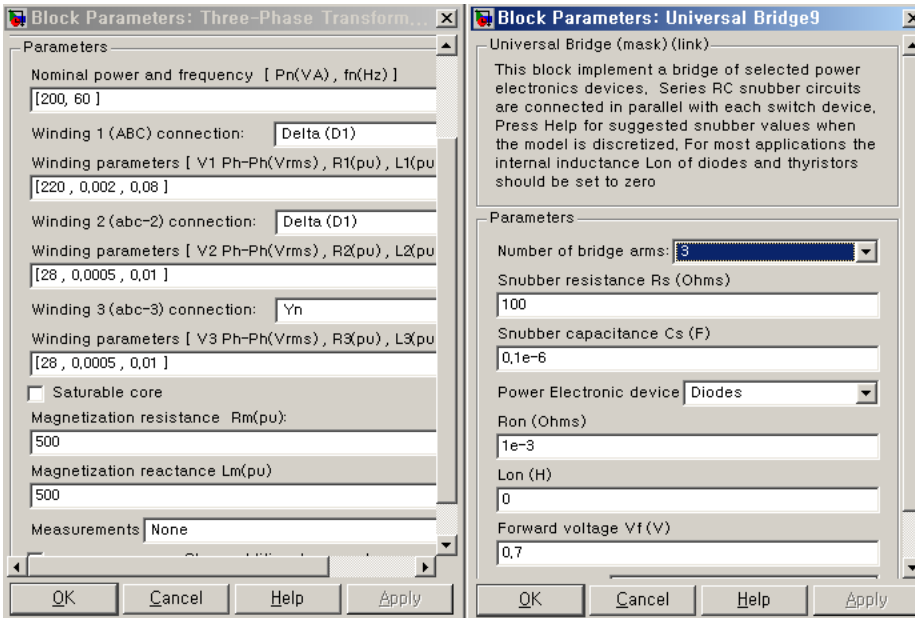 Block Parameters: Three-Phase Transform...
Parameters
Nominal power and frequency [ Pn(VA) , fn(Hz) ]
[200, 60 ]
Winding 1 (ABC) connection: Delta (D1)
Winding parameters [ V1 Ph-Ph(Vrms) , R1(pu) , L1(pu
[220 , 0,002 , 0,08 ]
Winding 2 (abc-2) connection: Delta (D1)
Winding parameters [ V2 Ph-Ph(Vrms) , R2(pu) , L2(pu
[28 , 0,0005 , 0,01 ]
Winding 3 (abc-3) connection: Yn
Winding parameters [ V3 Ph-Ph(Vrms) , R3(pu) , L3(pu
[28 , 0,0005 , 0,01 ]
Saturable core
Magnetization resistance Rm(pu):
500
Magnetization reactance Lm(pu)
500
Measurements None
OK Cancel Help Apply
Block Parameters: Universal Bridge9
Universal Bridge (mask) (link)
This block implement a bridge of selected power
electronics devices, Series RC snubber circuits
are connected in parallel with each switch device,
Press Help for suggested snubber values when
the model is discretized, For most applications the
internal inductance Lon of diodes and thyristors
should be set to zero
Parameters
Number of bridge arms: 3
Snubber resistance Rs (Ohms)
100
Snubber capacitance Cs (F)
0,1e-6
Power Electronic device Diodes
Ron (Ohms)
1e-3
Lon (H)
0
Forward voltage Vf (V)
0,7
OK Cancel Help Apply